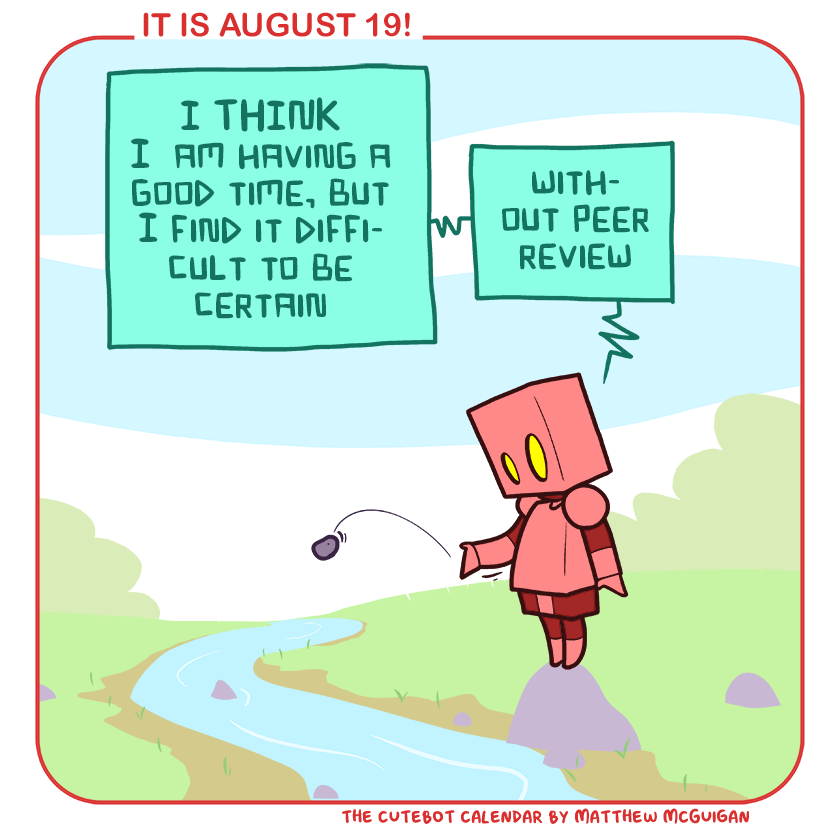 IT IS AUGUST 19!
I THINK
I AM HAVING A
GOOD TIME, BUT
I FIND IT DIFFI-
CULT TO BE
CERTAIN
WITH-
OUT PEER
REVIEW
THE CUTEBOT CALENDAR BY MATTHEW MCGUIGAN